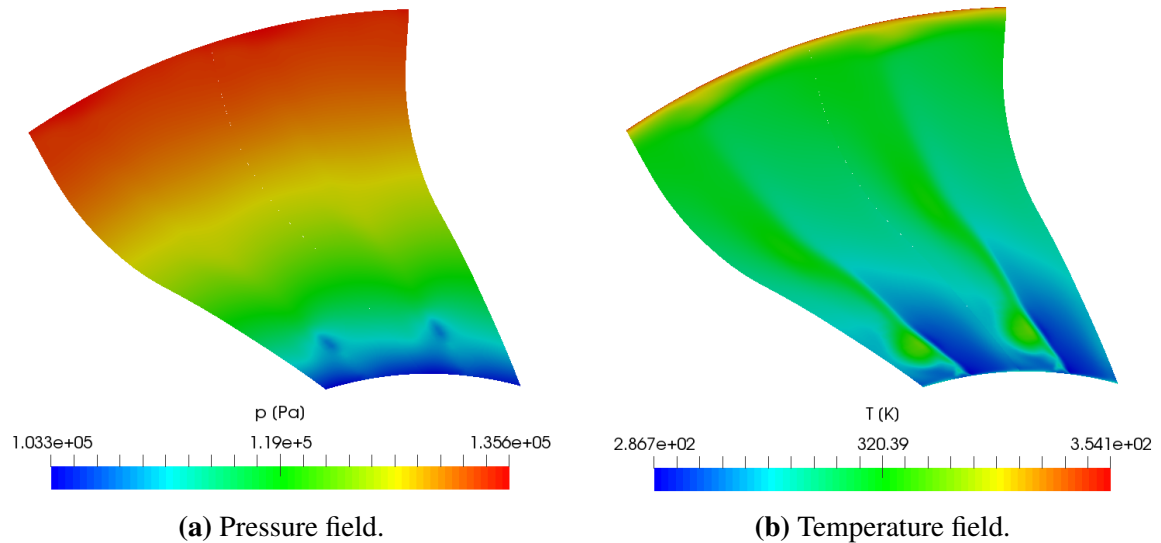 p (Pa)
1.033e+05 1.19e+5 1.356e+05
(a) Pressure field.
T (K)
2.867e+02 320.39 3.541e+02
(b) Temperature field.